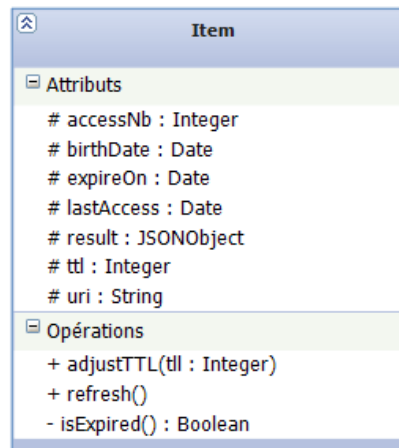 Item
Attributs
# accessNb : Integer
# birthDate : Date
# expireOn : Date
# lastAccess : Date
# result : JSONObject
# ttl : Integer
# uri : String
Opérations
+ adjustTTL(tll : Integer)
+ refresh()
- isExpired() : Boolean